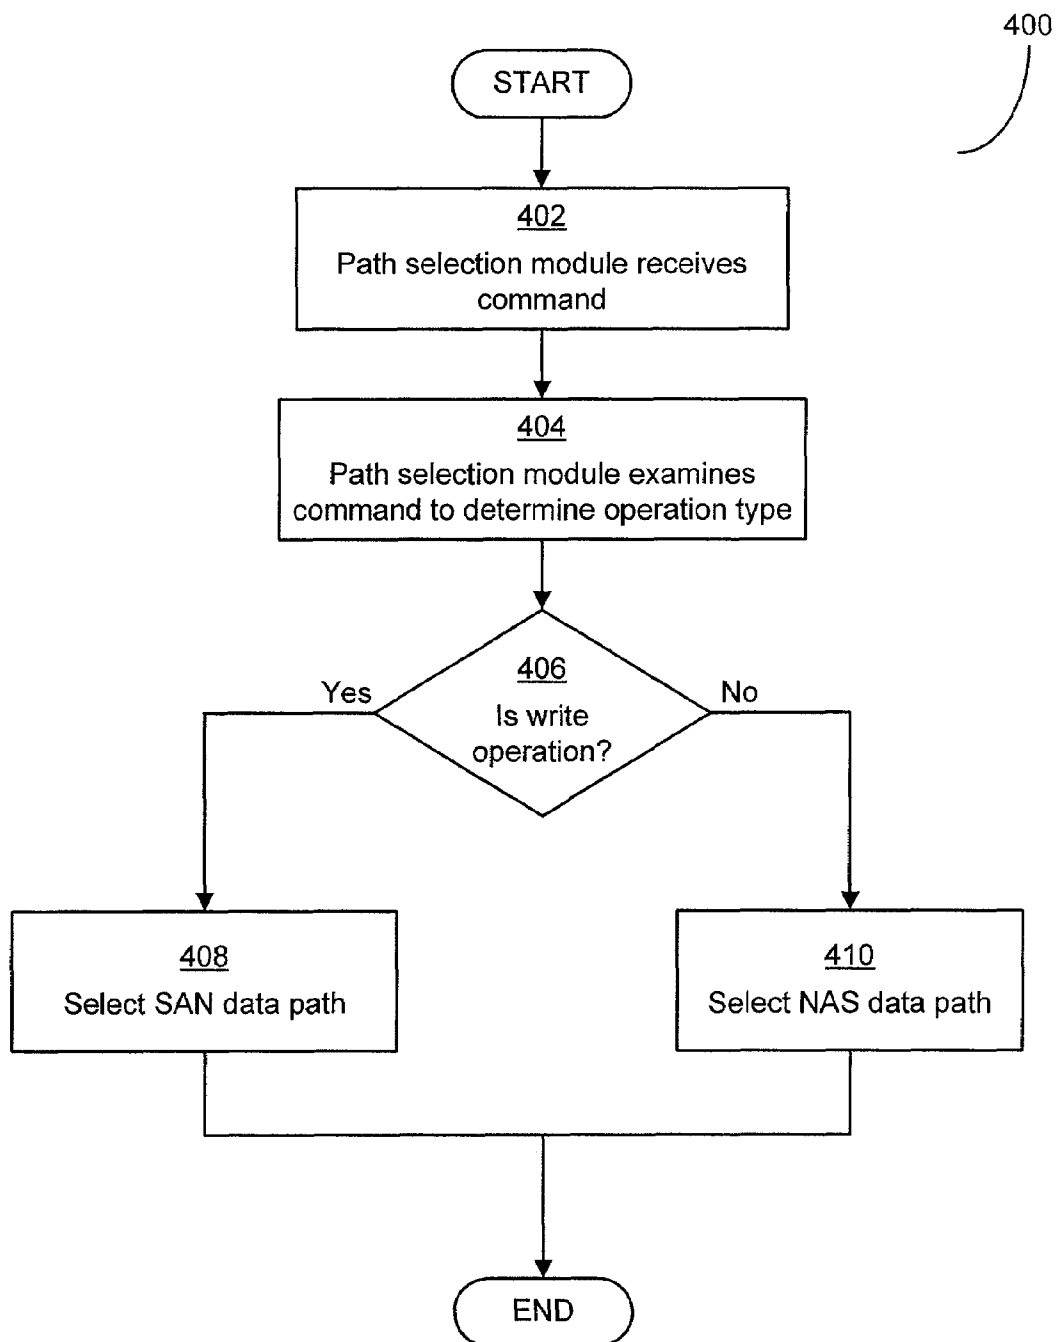 400
START
402
Path selection module receives
command
404
Path selection module examines
command to determine operation type
406
Is write
operation?
Yes
No
408
Select SAN data path
410
Select NAS data path
END